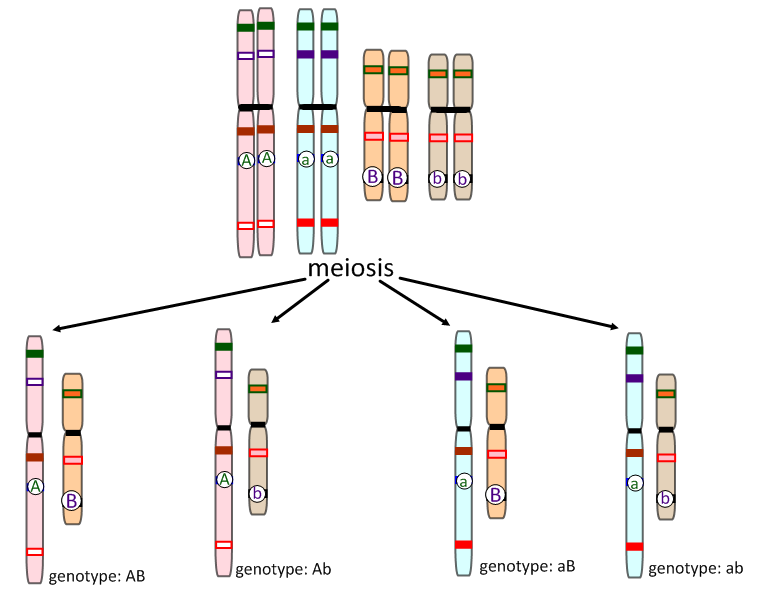 A A a a B B b b
meiosis
A B A b a B a b
genotype: AB
genotype: Ab
genotype: aB
genotype: ab